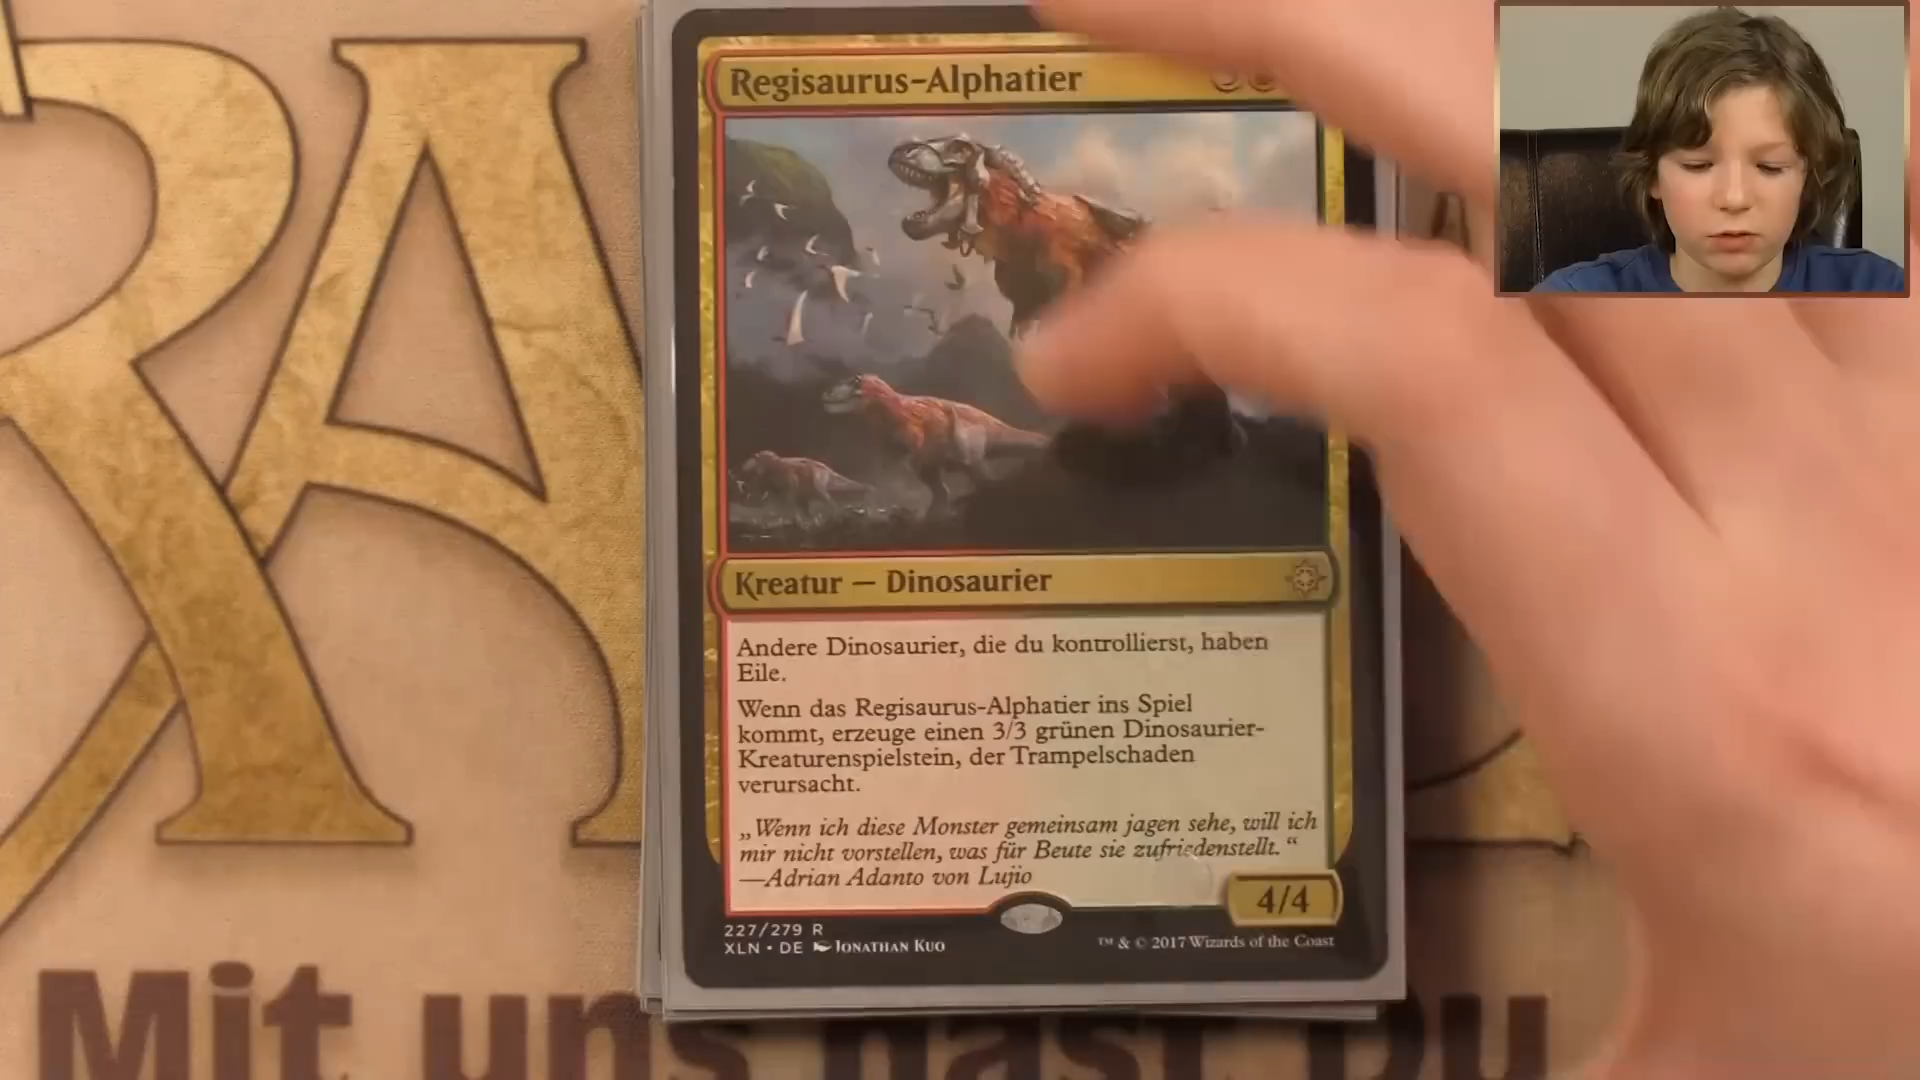 RA
Regisaurus-Alphatier
Kreatur — Dinosaurier
Andere Dinosaurier, die du kontrollierst, haben
Eile.
Wenn das Regisaurus-Alphatier ins Spiel
kommt, erzeuge einen 3/3 grünen Dinosaurier-
Kreaturenspielstein, der Trampelschaden
verursacht.
„Wenn ich diese Monster gemeinsam jagen sehe, will ich
mir nicht vorstellen, was für Beute sie zufriedenstellt.“
—Adrian Adanto von Lujio
4/4
227/279 R
XLN • DE Jonathan Kuo
™ & © 2017 Wizards of the Coast
Mit uns hast Du